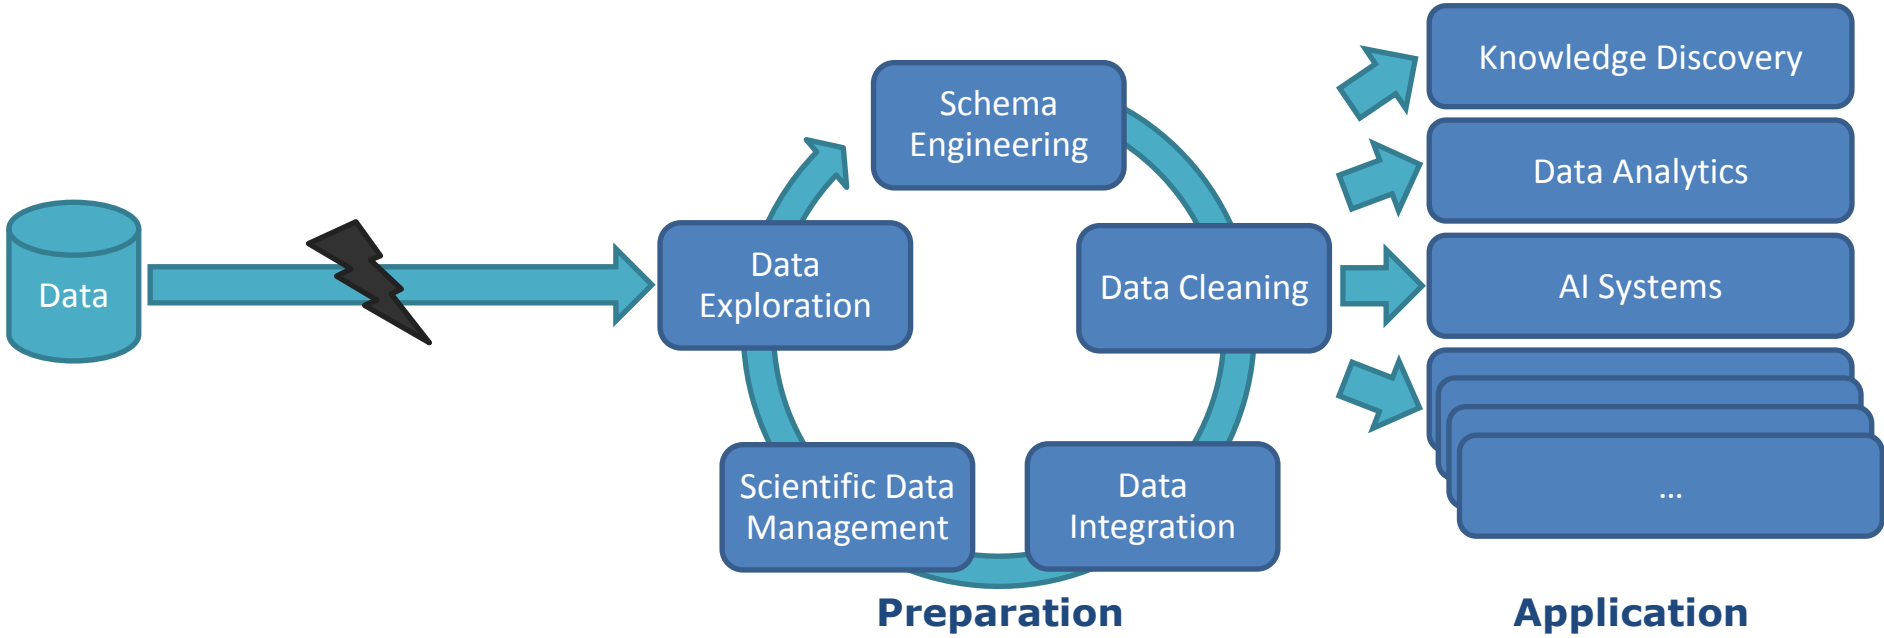 Data
Schema
Engineering
Data
Exploration
Data Cleaning
Scientific Data
Management
Data
Integration
Preparation
Knowledge Discovery
Data Analytics
AI Systems
...
Application